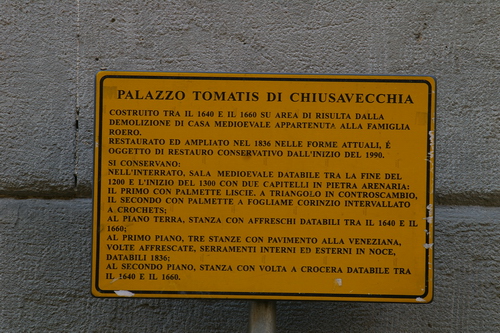 PALAZZO TOMATIS DI CHIUSAVECCHIA
COSTRUITO TRA IL 1640 E IL 1660 SU AREA DI RISULTA DALLA
DEMOLIZIONE DI CASA MEDIOEVALE APPARTENUTA ALLA FAMIGLIA
ROERO.
RESTAURATO ED AMPLIATO NEL 1836 NELLE FORME ATTUALI, É
OGGETTO DI RESTAURO CONSERVATIVO DALL'INIZIO DEL 1990.
SI CONSERVANO:
NELL'INTERRATO, SALA MEDIOEVALE DATABILE TRA LA FINE DEL
1200 E L'INIZIO DEL 1300 CON DUE CAPITELLI IN PIETRA ARENARIA:
IL PRIMO CON PALMETTE LISCIE, A TRIANGOLO IN CONTROSCAMBIO,
IL SECONDO CON PALMETTE A FOGLIAME CORINZIO INTERVALLATO
A CROCHETS;
AL PIANO TERRA, STANZA CON AFFRESCHI DATABILI TRA IL 1640 E IL
1660;
AL PRIMO PIANO, TRE STANZE CON PAVIMENTO ALLA VENEZIANA,
VOLTE AFFRESCATE, SERRAMENTI INTERNI ED ESTERNI IN NOCE,
DATABILI 1836;
AL SECONDO PIANO, STANZA CON VOLTA A CROCERA DATABILE TRA
IL 1640 E IL 1660.